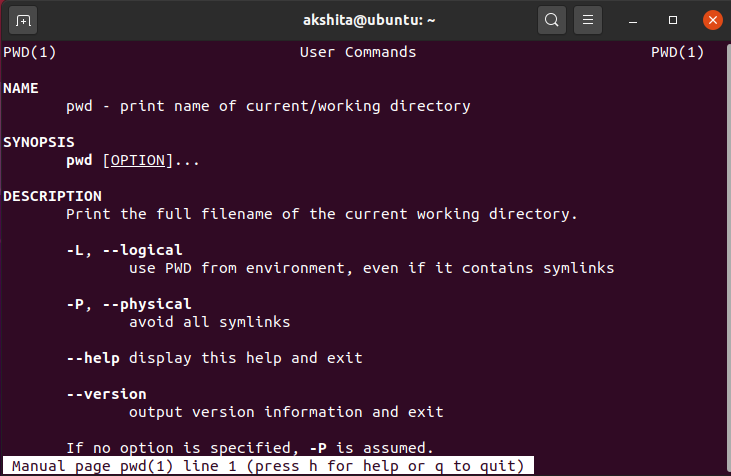 akshita@ubuntu: ~
PWD(1) User Commands PWD(1)
NAME
pwd - print name of current/working directory
SYNOPSIS
pwd [OPTION]...
DESCRIPTION
Print the full filename of the current working directory.
-L, --logical
use PWD from environment, even if it contains symlinks
-P, --physical
avoid all symlinks
--help display this help and exit
--version
output version information and exit
If no option is specified, -P is assumed.
Manual page pwd(1) line 1 (press h for help or q to quit)